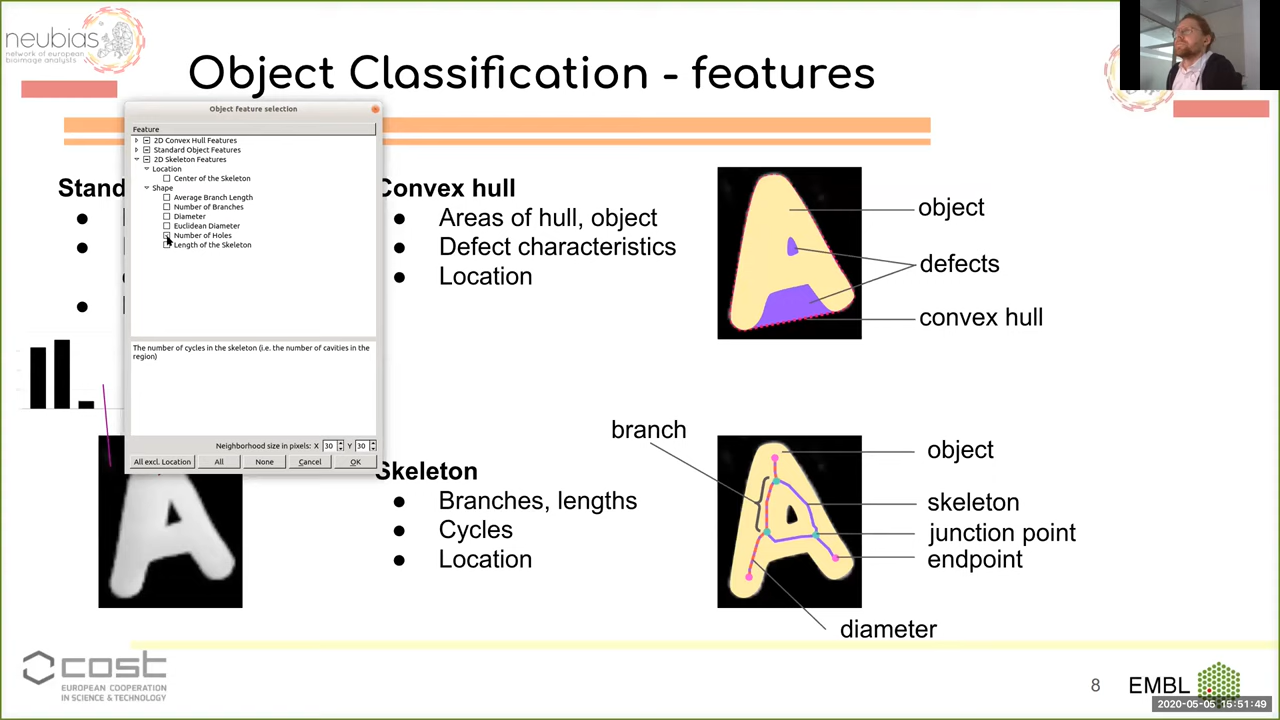 neubias
network of european
bioimage analysts
Object Classification - features
Object feature selection
Feature
2D Convex Hull Features
Standard Object Features
2D Skeleton Features
Location
Center of the Skeleton
Shape
Average Branch Length
Number of Branches
Diameter
Euclidean Diameter
Number of Holes
Length of the Skeleton
The number of cycles in the skeleton (i.e. the number of cavities in the
region)
Neighborhood size in pixels: X 30 Y 30
All excl. Location
All
None
Cancel
OK
Stand
Convex hull
Areas of hull, object
Defect characteristics
Location
object
defects
convex hull
Skeleton
Branches, lengths
Cycles
Location
branch
object
skeleton
junction point
endpoint
diameter
cost
EUROPEAN COOPERATION
IN SCIENCE & TECHNOLOGY
8
EMBL
2020-05-05 15:51:49